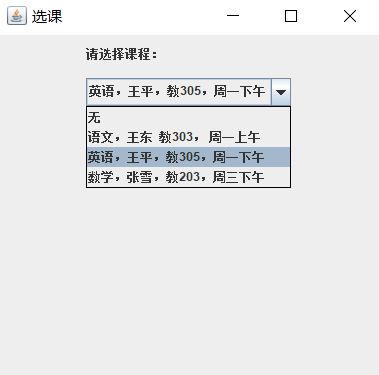 选课
请选择课程：
英语，王平，教305，周一下午
无
语文，王东 教303，周一上午
英语，王平，教305，周一下午
数学，张雪，教203，周三下午